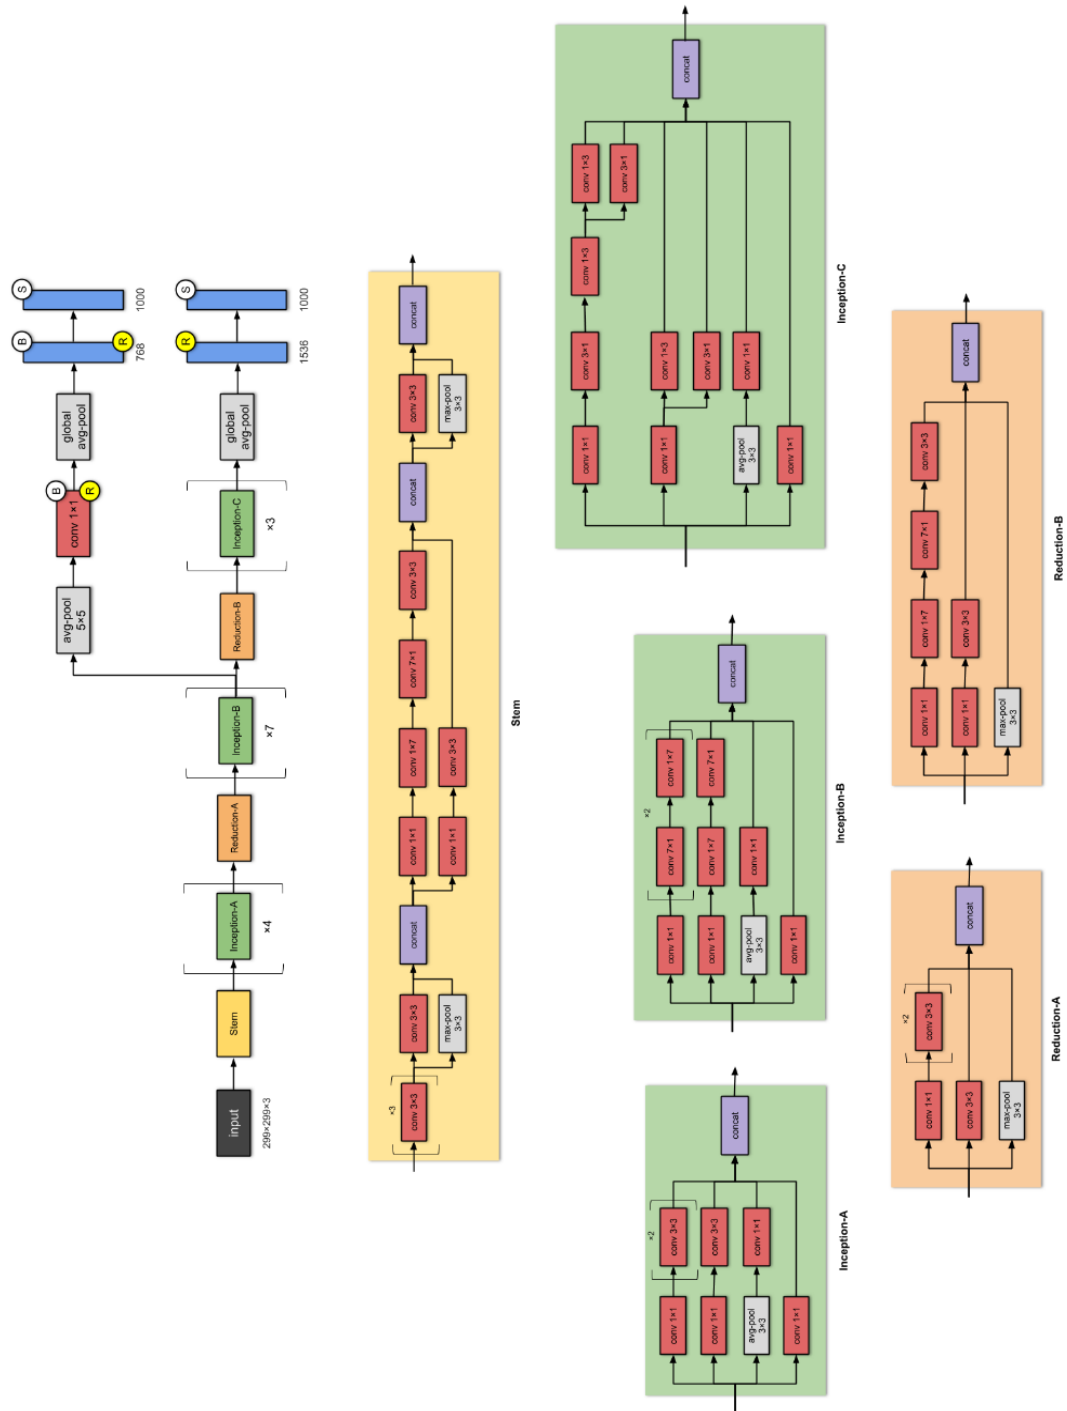 input
299×299×3
Stem
Inception-A
×4
Reduction-A
Inception-B
×7
Reduction-B
Inception-C
×3
global
avg-pool
R
1536
S
1000
avg-pool
5×5
conv 1×1
B
R
global
avg-pool
B
R
768
S
1000
×3
conv 3×3
conv 3×3
max-pool
3×3
concat
conv 1×1
conv 1×7
conv 7×1
conv 3×3
conv 1×1
conv 3×3
concat
conv 3×3
max-pool
3×3
concat
Stem
conv 1×1
×2
conv 3×3
conv 1×1
conv 3×3
avg-pool
3×3
conv 1×1
conv 1×1
concat
Inception-A
conv 1×1
×2
conv 7×1
conv 1×7
conv 1×1
conv 1×7
conv 7×1
avg-pool
3×3
conv 1×1
conv 1×1
concat
Inception-B
conv 1×1
conv 3×1
conv 1×3
conv 1×3
conv 3×1
conv 1×1
conv 1×3
conv 3×1
avg-pool
3×3
conv 1×1
conv 1×1
concat
Inception-C
conv 1×1
×2
conv 3×3
conv 3×3
max-pool
3×3
concat
Reduction-A
conv 1×1
conv 1×7
conv 7×1
conv 3×3
conv 1×1
conv 3×3
max-pool
3×3
concat
Reduction-B